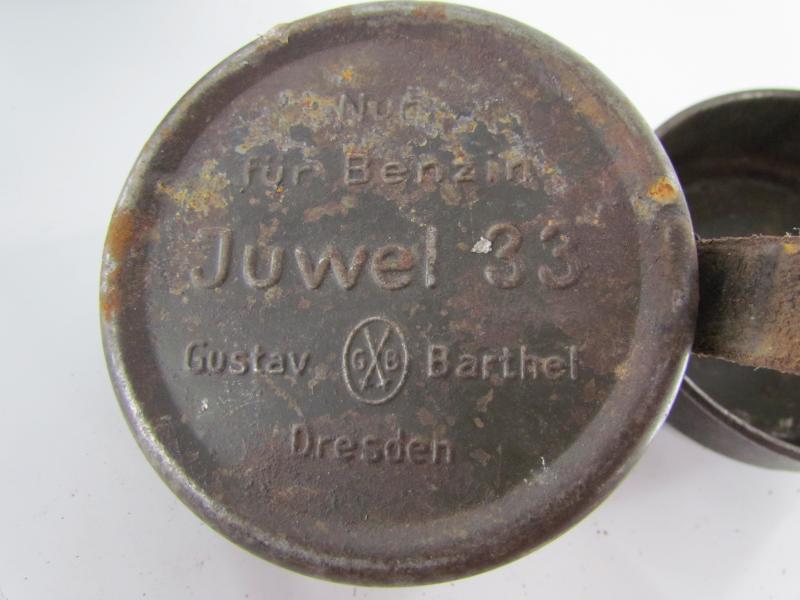 Nur
für Benzin
Juwel 33
Gustav GB Barthel
Dresden